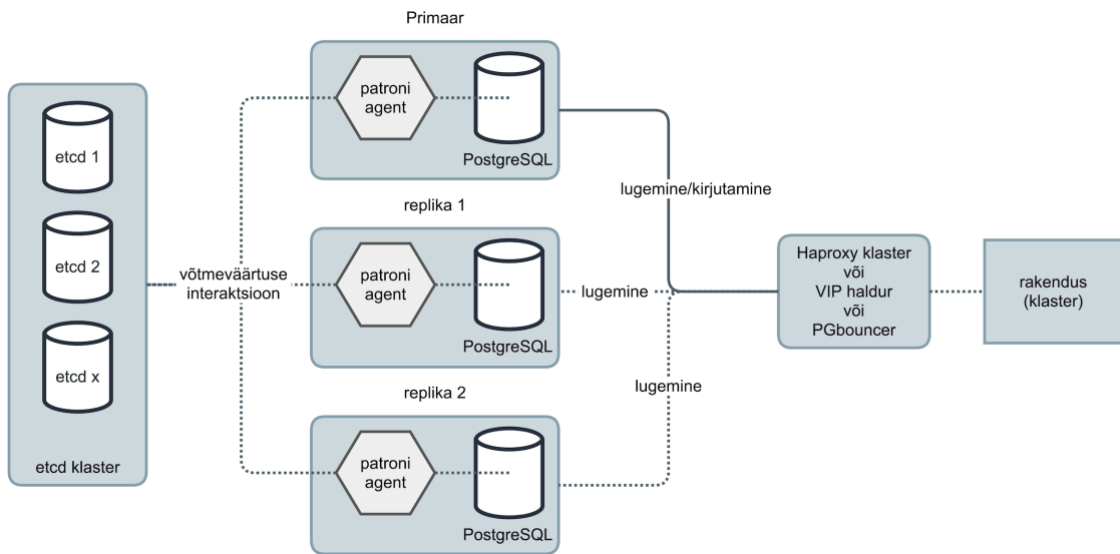 Primaar
patroni
agent
PostgreSQL
etcd 1
etcd 2
etcd x
etcd klaster
võtmeväärtuse
interaktsioon
replika 1
patroni
agent
PostgreSQL
replika 2
patroni
agent
PostgreSQL
lugemine/kirjutamine
lugemine
lugemine
Haproxy klaster
või
VIP haldur
või
PGbouncer
rakendus
(klaster)